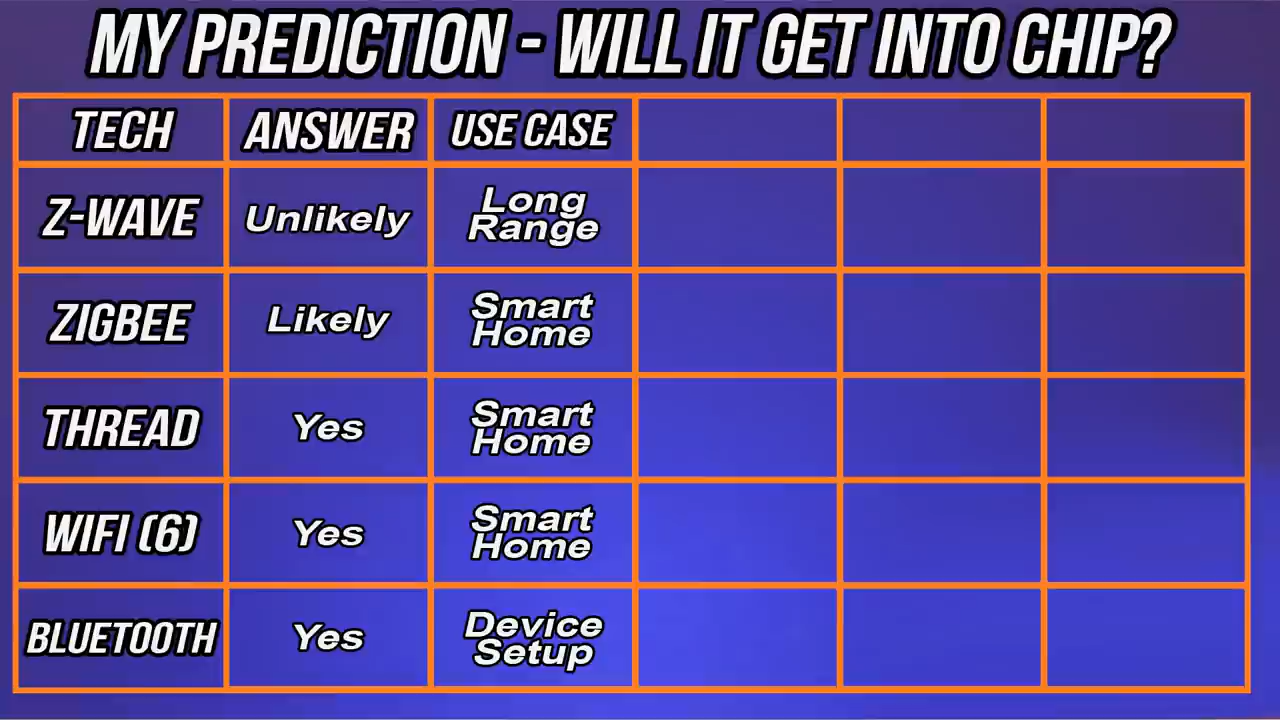 MY PREDICTION - WILL IT GET INTO CHIP?
TECH ANSWER USE CASE
Z-WAVE Unlikely Long Range
ZIGBEE Likely Smart Home
THREAD Yes Smart Home
WIFI (6) Yes Smart Home
BLUETOOTH Yes Device Setup